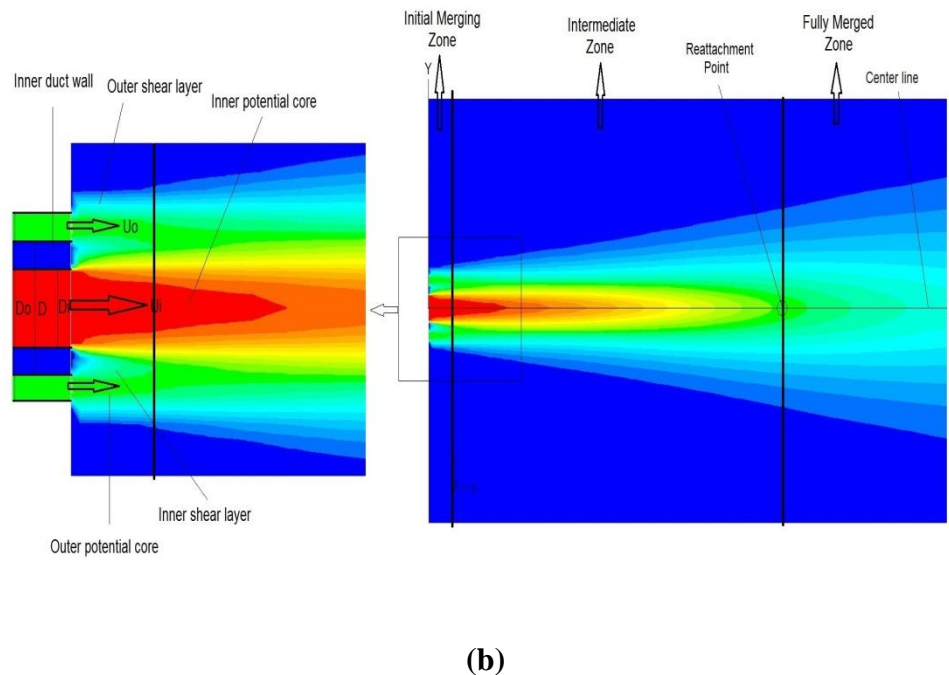 Initial Merging
Zone
Intermediate
Zone
Fully Merged
Zone
Reattachment
Point
Center line
Y
Inner duct wall
Outer shear layer
Inner potential core
Uo
Do D Di Ui
Inner shear layer
Outer potential core
(b)